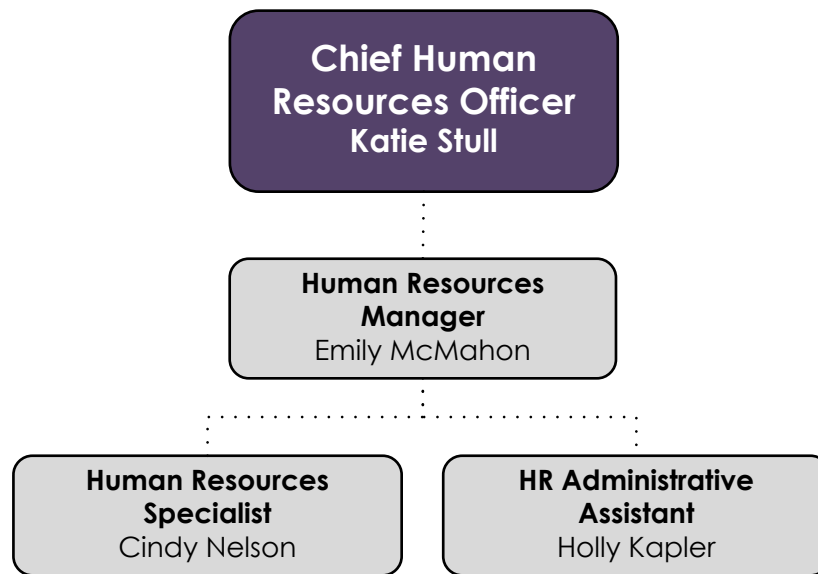 Chief Human
Resources Officer
Katie Stull
Human Resources
Manager
Emily McMahon
Human Resources
Specialist
Cindy Nelson
HR Administrative
Assistant
Holly Kapler